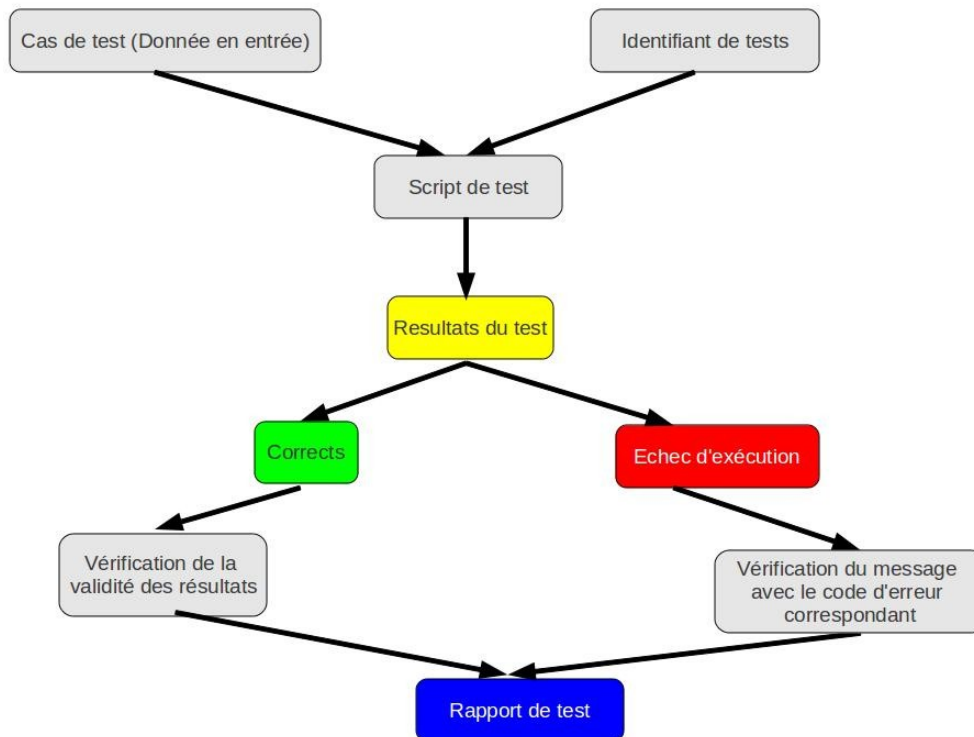 Cas de test (Donnée en entrée)
Identifiant de tests
Script de test
Resultats du test
Corrects
Echec d'exécution
Vérification de la
validité des résultats
Vérification du message
avec le code d'erreur
correspondant
Rapport de test